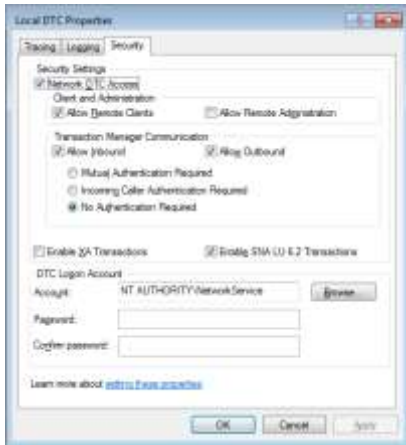 Local DTC Properties
Tracing Logging Security
Security Settings
Network DTC Access
Client and Administration
Allow Remote Clients Allow Remote Administration
Transaction Manager Communication
Allow Inbound Allow Outbound
Mutual Authentication Required
Incoming Caller Authentication Required
No Authentication Required
Enable XA Transactions Enable SNA LU 6.2 Transactions
DTC Logon Account
Account: NT AUTHORITY\NetworkService Browse...
Password:
Confirm password:
Learn more about setting these properties.
OK Cancel Apply